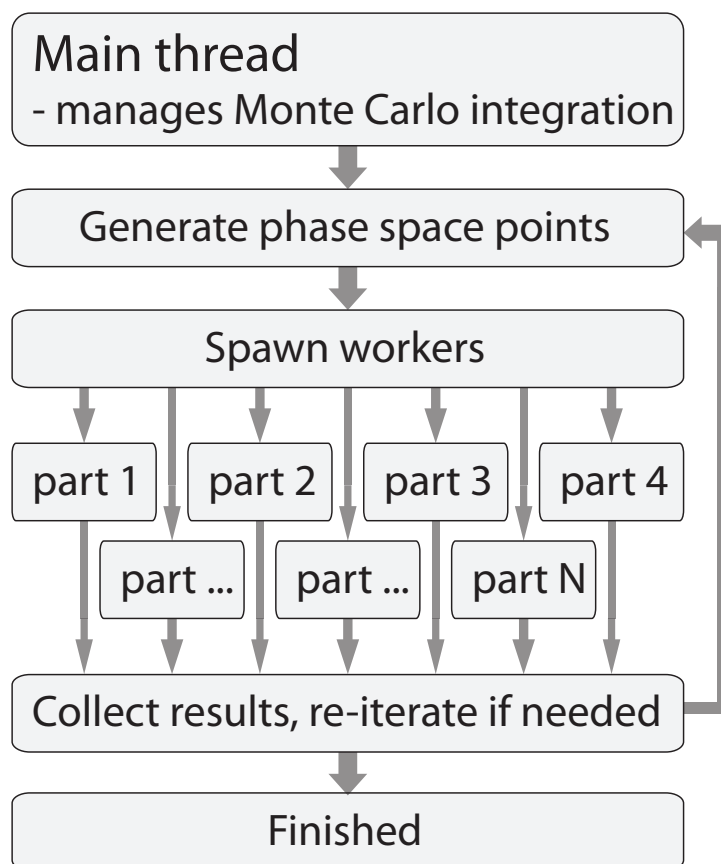 Main thread
- manages Monte Carlo integration
Generate phase space points
Spawn workers
part 1
part 2
part 3
part 4
part ...
part ...
part N
Collect results, re-iterate if needed
Finished